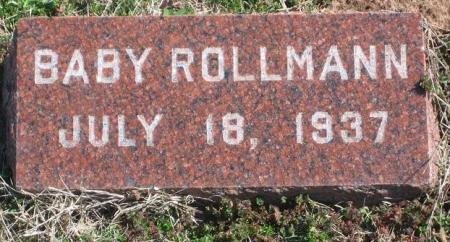 BABY ROLLMANN
JULY 18, 1937